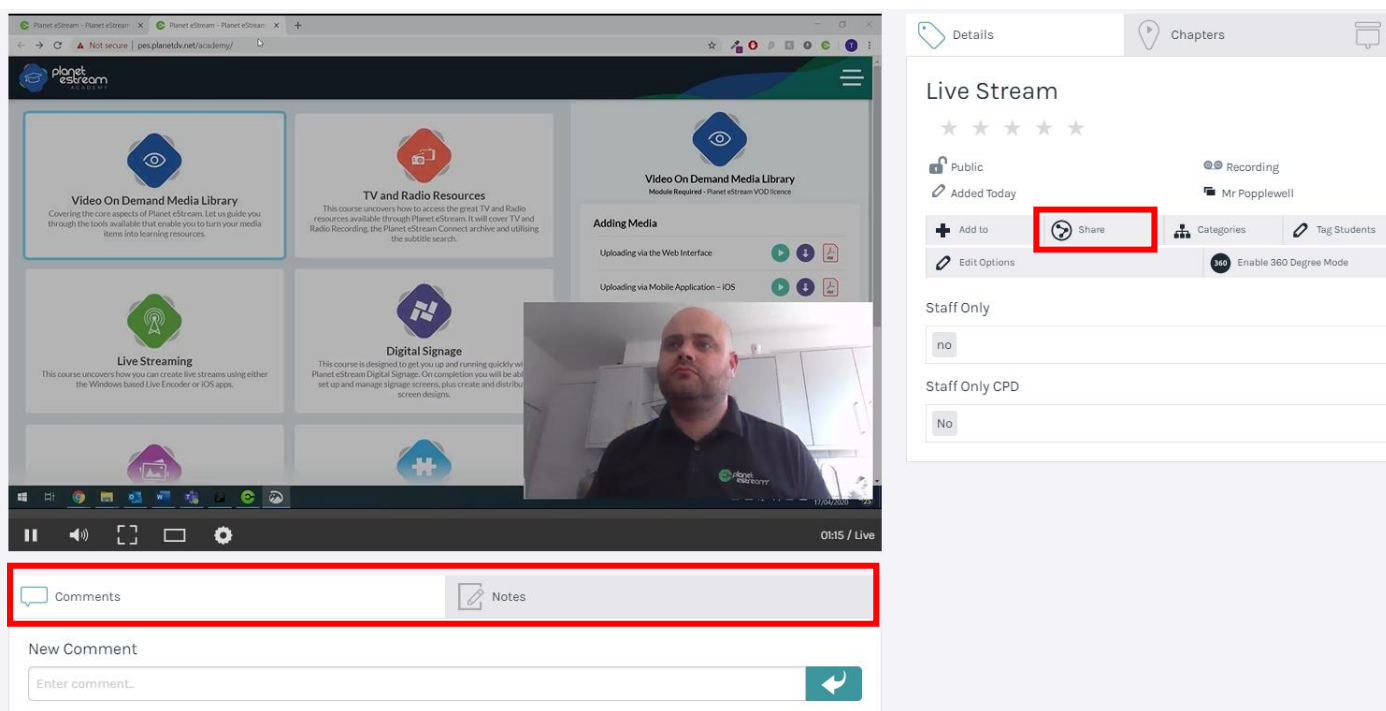 Planet eStream - Planet eStream
Planet eStream - Planet eStream
Not secure | pes.planetdv.net/academy/
planet
estream
ACADEMY
Video On Demand Media Library
Covering the core aspects of Planet eStream. Let us guide you
through the tools available that enable you to turn your media
items into learning resources.
TV and Radio Resources
This course uncovers how to access the great TV and Radio
resources available through Planet eStream. It will cover TV and
Radio Recording, the Planet eStream Connect archive and utilising
the subtitle search.
Video On Demand Media Library
Module Required - Planet eStream VOD licence
Adding Media
Uploading via the Web Interface
Uploading via Mobile Application – iOS
Live Streaming
This course uncovers how you can create live streams using either
the Windows based Live Encoder or iOS apps.
Digital Signage
This course is designed to get you up and running quickly wi
Planet eStream Digital Signage. On completion you will be abl
set up and manage signage screens, plus create and distribu
screen designs.
planet
estream
17/04/2020
01:15 / Live
Comments
Notes
New Comment
Enter comment..
Details
Chapters
Live Stream
Public
Recording
Added Today
Mr Popplewell
Add to
Share
Categories
Tag Students
Edit Options
360
Enable 360 Degree Mode
Staff Only
no
Staff Only CPD
No